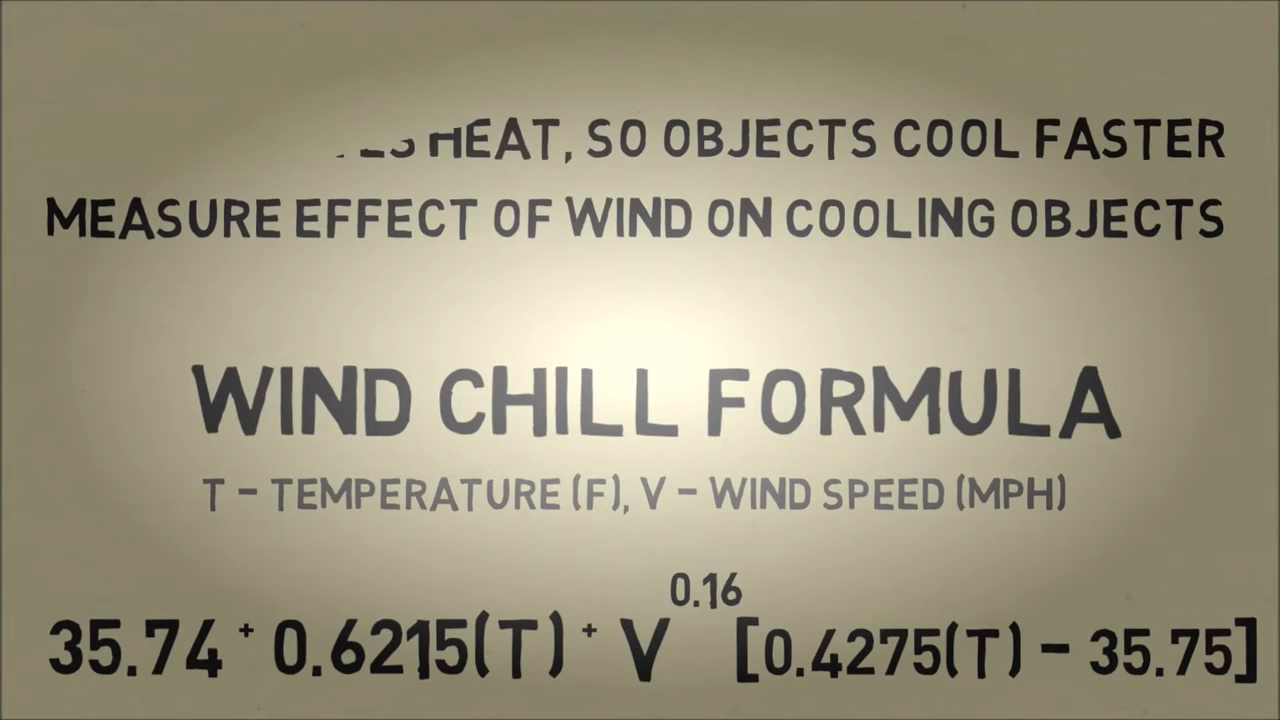 HEAT, SO OBJECTS COOL FASTER
MEASURE EFFECT OF WIND ON COOLING OBJECTS
WIND CHILL FORMULA
T - TEMPERATURE (F), V - WIND SPEED (MPH)
35.74 + 0.6215(T) + V^0.16 [0.4275(T) - 35.75]